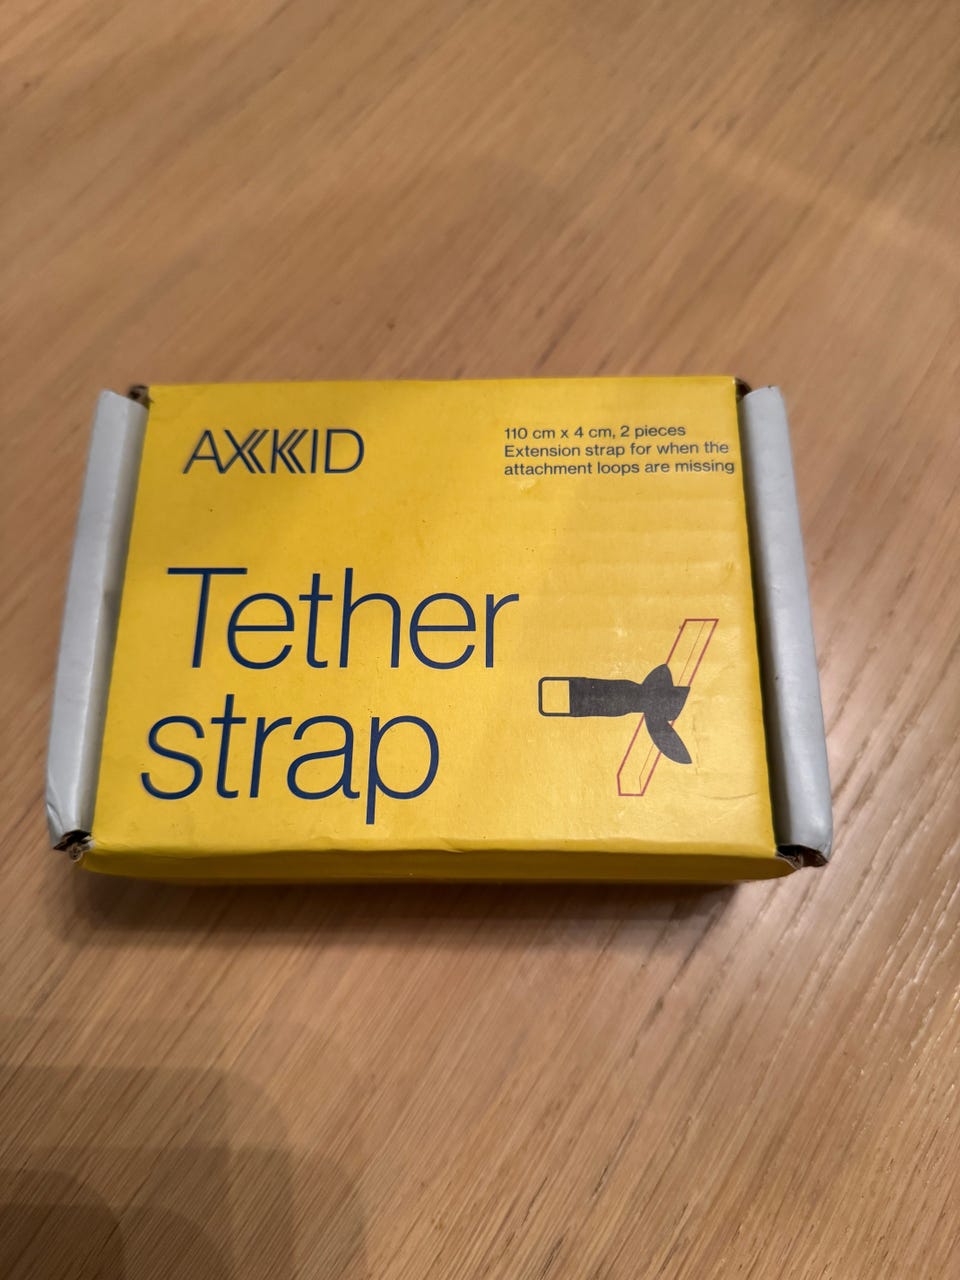 AXKID
110 cm x 4 cm, 2 pieces
Extension strap for when the
attachment loops are missing
Tether
strap